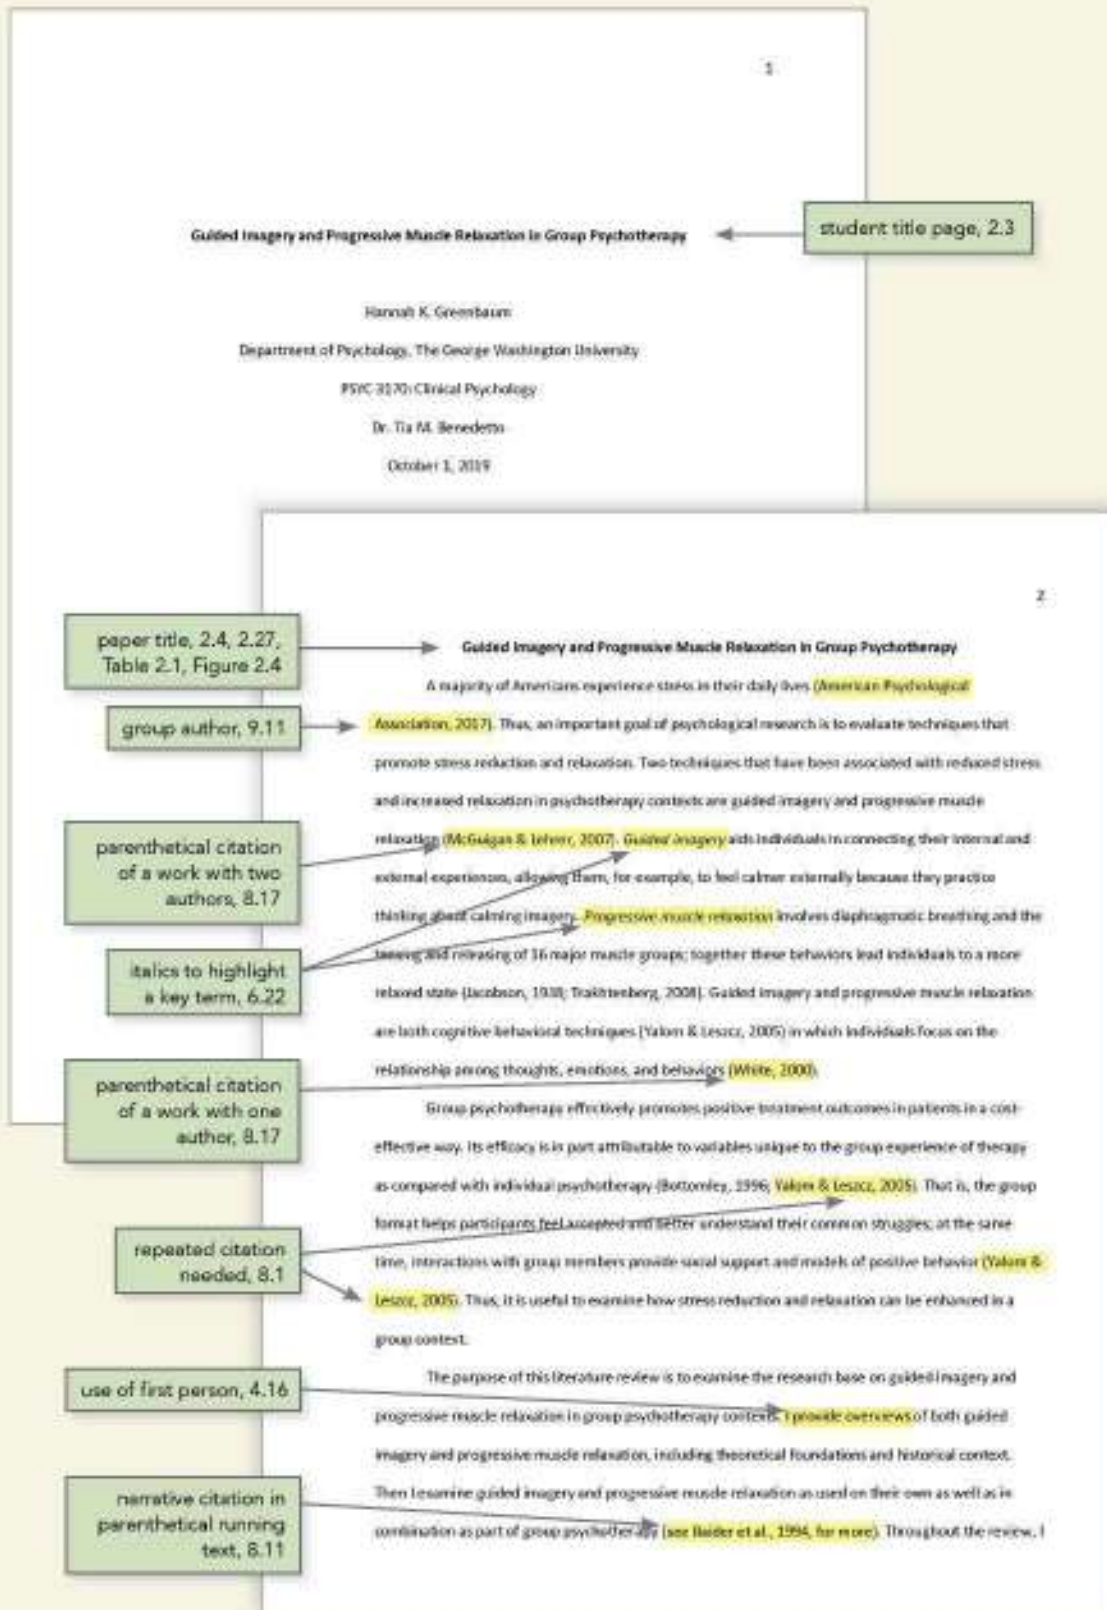 1
student title page, 2.3
Guided Imagery and Progressive Muscle Relaxation in Group Psychotherapy
Hannah K. Greenbaum
Department of Psychology, The George Washington University
PSYC 3170: Clinical Psychology
Dr. Tia M. Benedetto
October 1, 2019
2
paper title, 2.4, 2.27,
Table 2.1, Figure 2.4
Guided Imagery and Progressive Muscle Relaxation in Group Psychotherapy
A majority of Americans experience stress in their daily lives (American Psychological
group author, 9.11
Association, 2017). Thus, an important goal of psychological research is to evaluate techniques that
promote stress reduction and relaxation. Two techniques that have been associated with reduced stress
and increased relaxation in psychotherapy contexts are guided imagery and progressive muscle
parenthetical citation
of a work with two
authors, 8.17
relaxation (McGuigan & Lehrer, 2007). Guided imagery aids individuals in connecting their internal and
external experiences, allowing them, for example, to feel calmer externally because they practice
thinking about calming imagery. Progressive muscle relaxation involves diaphragmatic breathing and the
italics to highlight
a key term, 6.22
tensing and releasing of 16 major muscle groups; together these behaviors lead individuals to a more
relaxed state (Jacobson, 1938; Trakhtenberg, 2008). Guided imagery and progressive muscle relaxation
are both cognitive behavioral techniques (Yalom & Leszcz, 2005) in which individuals focus on the
relationship among thoughts, emotions, and behaviors (White, 2000).
parenthetical citation
of a work with one
author, 8.17
Group psychotherapy effectively promotes positive treatment outcomes in patients in a cost-
effective way. Its efficacy is in part attributable to variables unique to the group experience of therapy
as compared with individual psychotherapy (Bottomley, 1996; Yalom & Leszcz, 2005). That is, the group
format helps participants feel accepted and better understand their common struggles; at the same
repeated citation
needed, 8.1
time, interactions with group members provide social support and models of positive behavior (Yalom &
Leszcz, 2005). Thus, it is useful to examine how stress reduction and relaxation can be enhanced in a
group context.
The purpose of this literature review is to examine the research base on guided imagery and
use of first person, 4.16
progressive muscle relaxation in group psychotherapy contexts. I provide overviews of both guided
imagery and progressive muscle relaxation, including theoretical foundations and historical context.
Then I examine guided imagery and progressive muscle relaxation as used on their own as well as in
narrative citation in
parenthetical running
text, 8.11
combination as part of group psychotherapy (see Baider et al., 1994, for more). Throughout the review, I